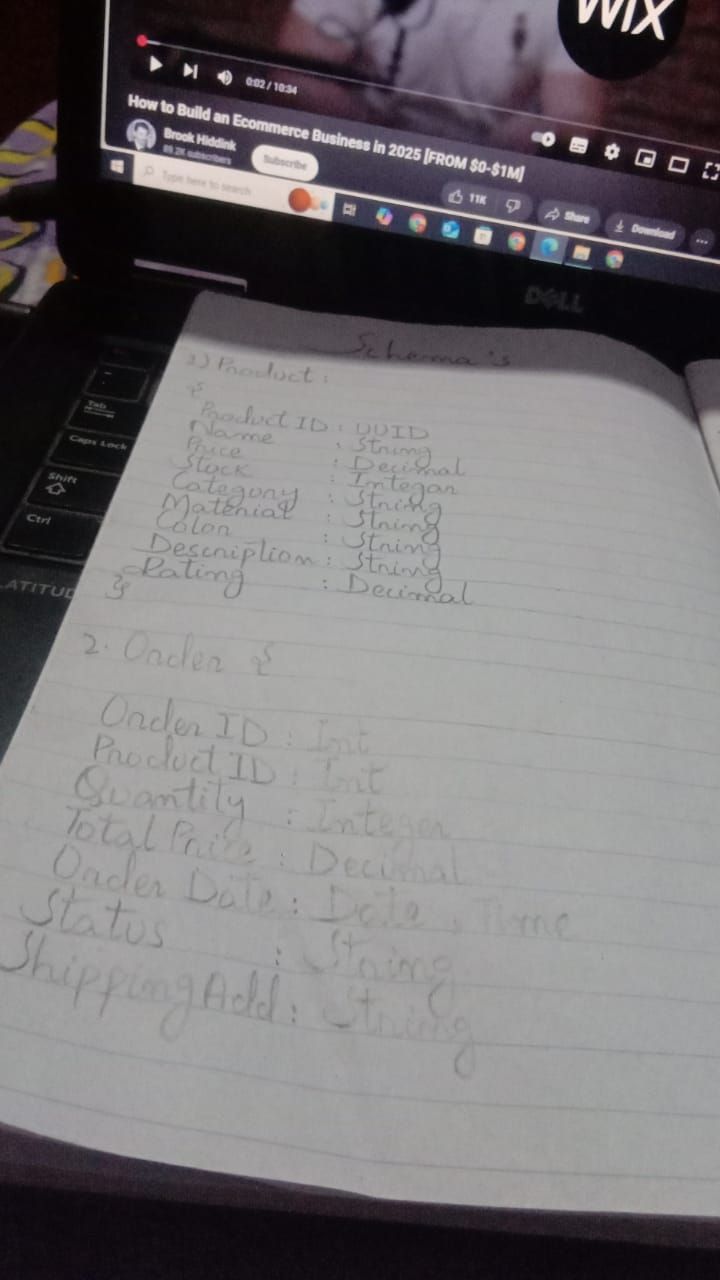 WIX
0:02 / 10:34
How to Build an Ecommerce Business in 2025 [FROM $0-$1M]
Brook Hiddink
89.2K subscribers
Subscribe
11K
Share
Download
Type here to search
DELL
Tab
Caps Lock
Shift
Ctrl
Schema's
1) Product :
{
Product ID : UUID
Name : String
Price : Decimal
Stock : Integar
Category : String
Material : String
Color : String
Description : String
Rating : Decimal
}
2. Order {
Order ID : Int
Product ID : Int
Quantity : Integer
Total Price : Decimal
Order Date : Date, Time
Status : String
Shipping Add : String